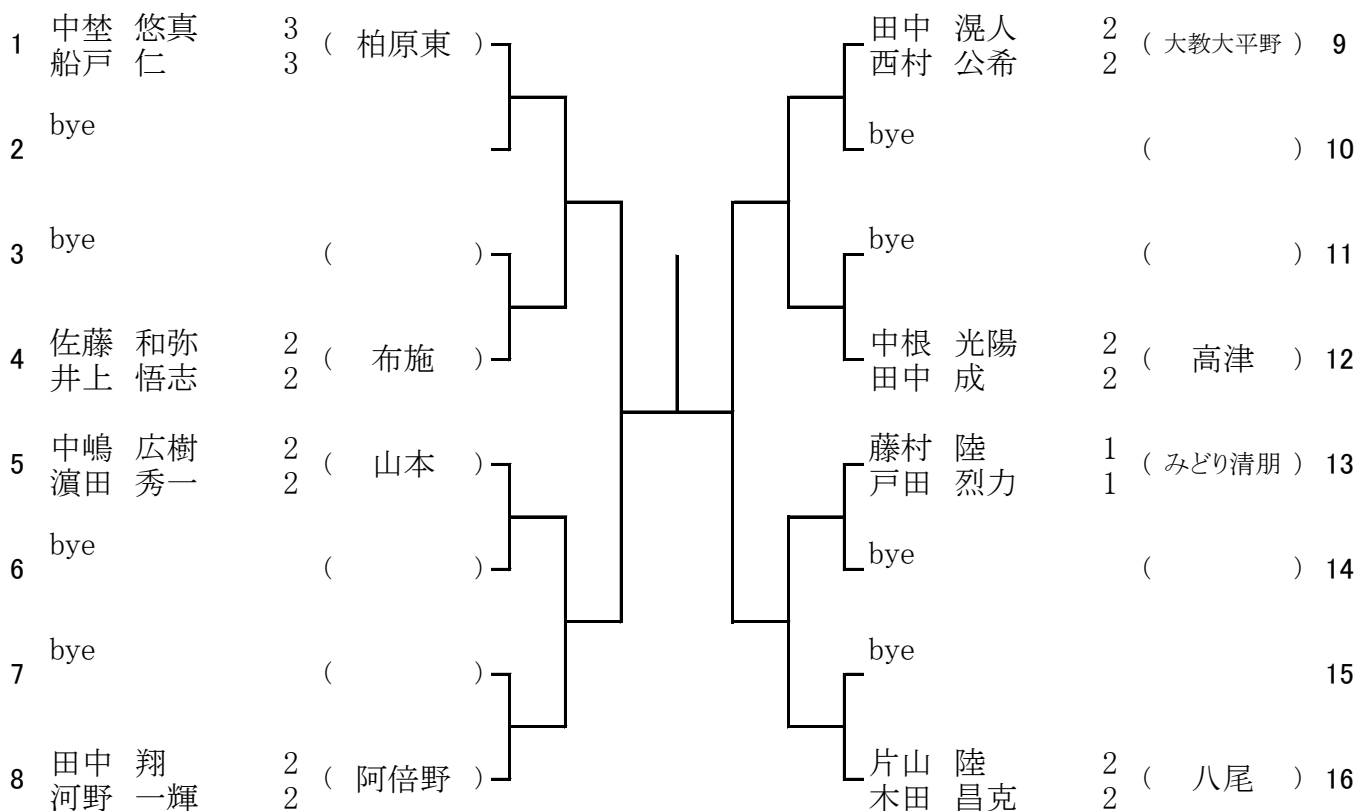 1 中埜 悠真 3 ( 柏原東 )
船戸 仁 3
2 bye
3 bye ( )
4 佐藤 和弥 2 ( 布施 )
井上 悟志 2
5 中嶋 広樹 2 ( 山本 )
濵田 秀一 2
6 bye ( )
7 bye ( )
8 田中 翔 2 ( 阿倍野 )
河野 一輝 2
田中 滉人 2 ( 大教大平野 ) 9
西村 公希 2
bye ( ) 10
bye ( ) 11
中根 光陽 2 ( 高津 ) 12
田中 成 2
藤村 陸 1 ( みどり清朋 ) 13
戸田 烈力 1
bye ( ) 14
bye 15
片山 陸 2 ( 八尾 ) 16
木田 昌克 2